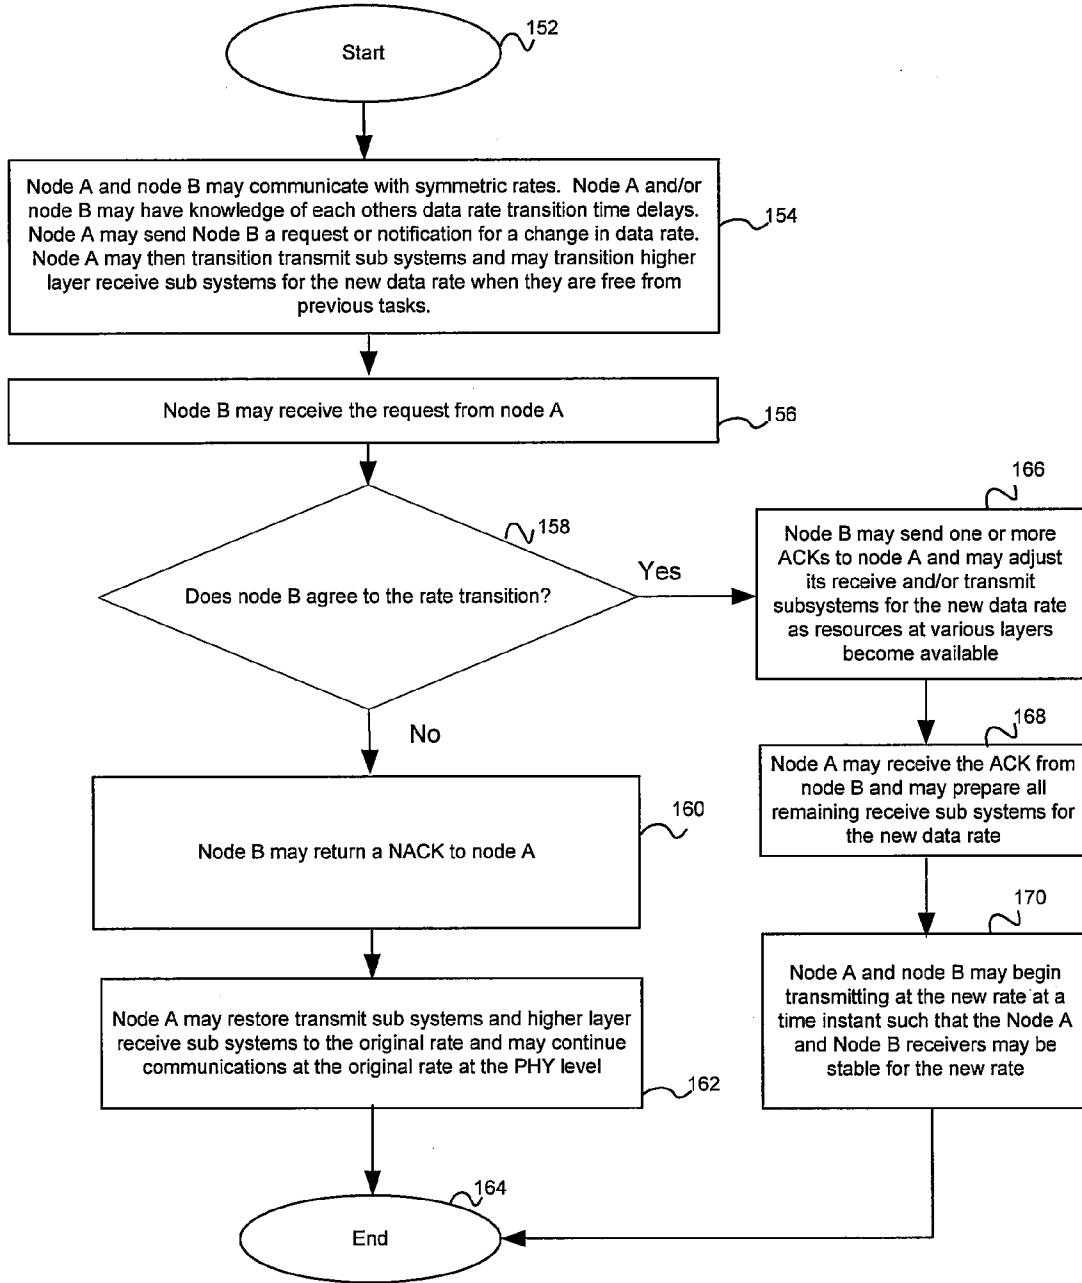 Start
152
Node A and node B may communicate with symmetric rates. Node A and/or
node B may have knowledge of each others data rate transition time delays.
Node A may send Node B a request or notification for a change in data rate.
Node A may then transition transmit sub systems and may transition higher
layer receive sub systems for the new data rate when they are free from
previous tasks.
154
Node B may receive the request from node A
156
Does node B agree to the rate transition?
158
Yes
No
166
Node B may send one or more
ACKs to node A and may adjust
its receive and/or transmit
subsystems for the new data rate
as resources at various layers
become available
168
Node A may receive the ACK from
node B and may prepare all
remaining receive sub systems for
the new data rate
170
Node A and node B may begin
transmitting at the new rate at a
time instant such that the Node A
and Node B receivers may be
stable for the new rate
Node B may return a NACK to node A
160
Node A may restore transmit sub systems and higher layer
receive sub systems to the original rate and may continue
communications at the original rate at the PHY level
162
End
164